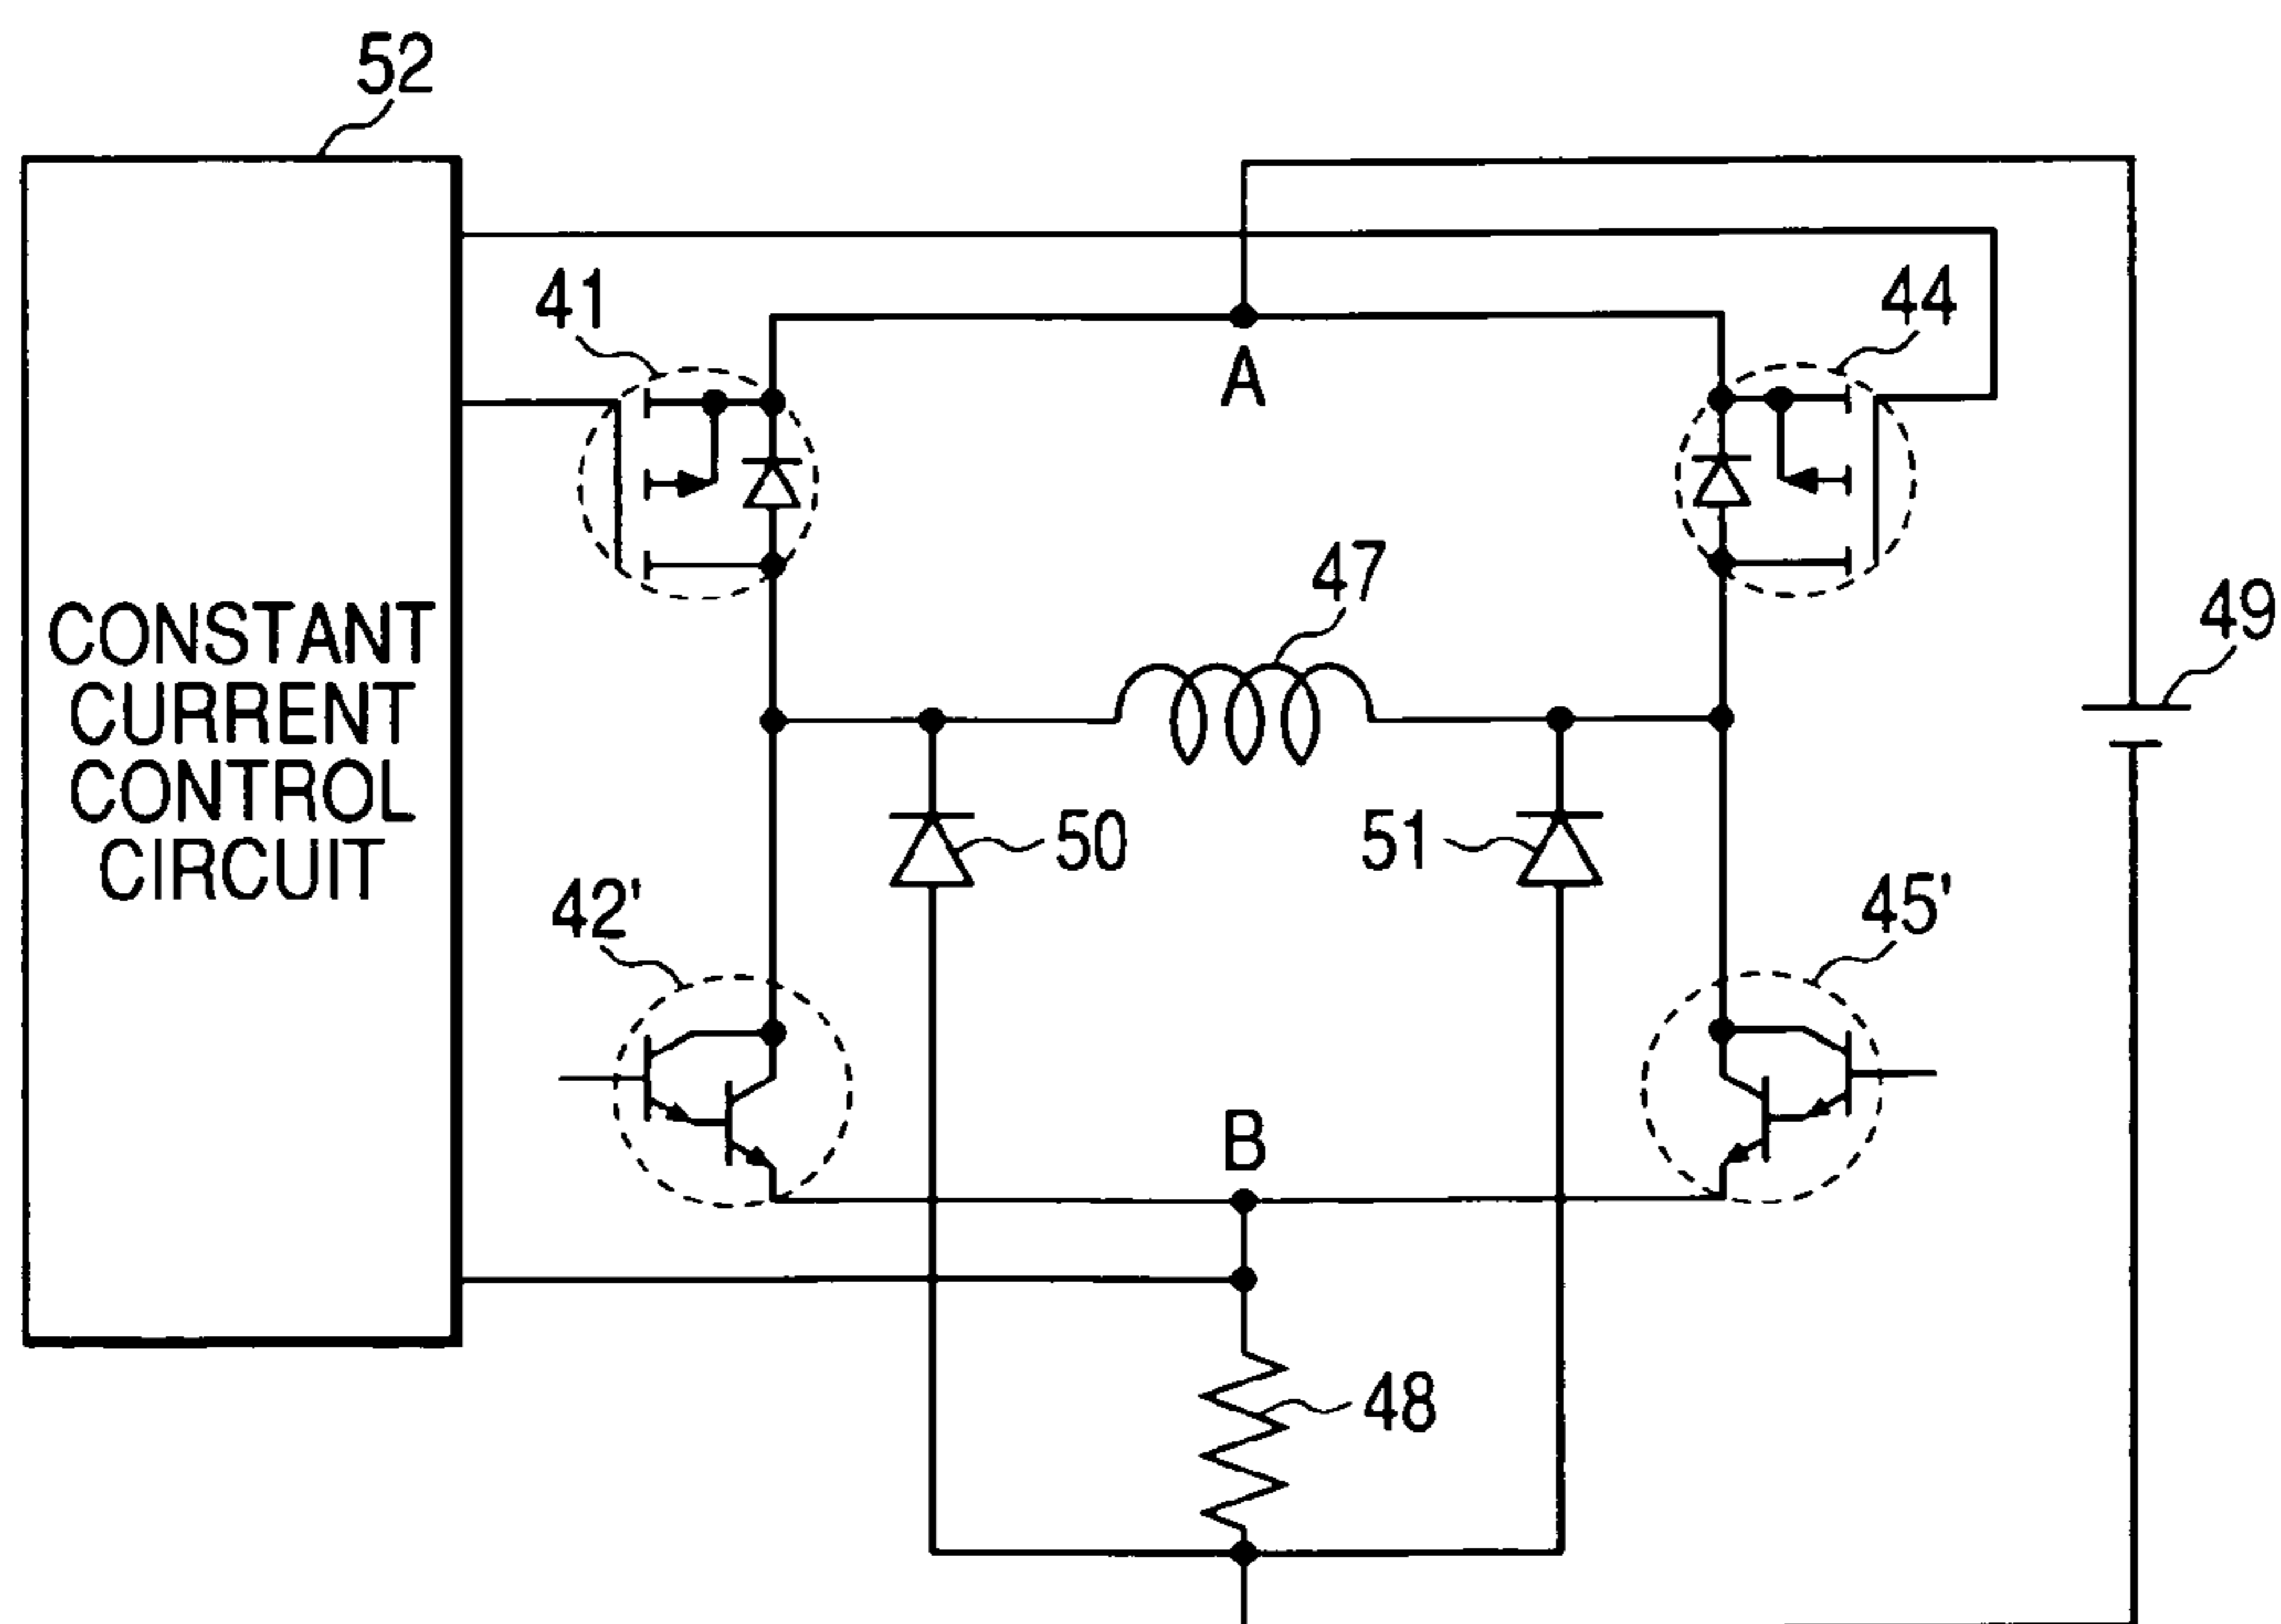 52
41
44
A
47
49
CONSTANT
CURRENT
CONTROL
CIRCUIT
50
51
42'
45'
B
48